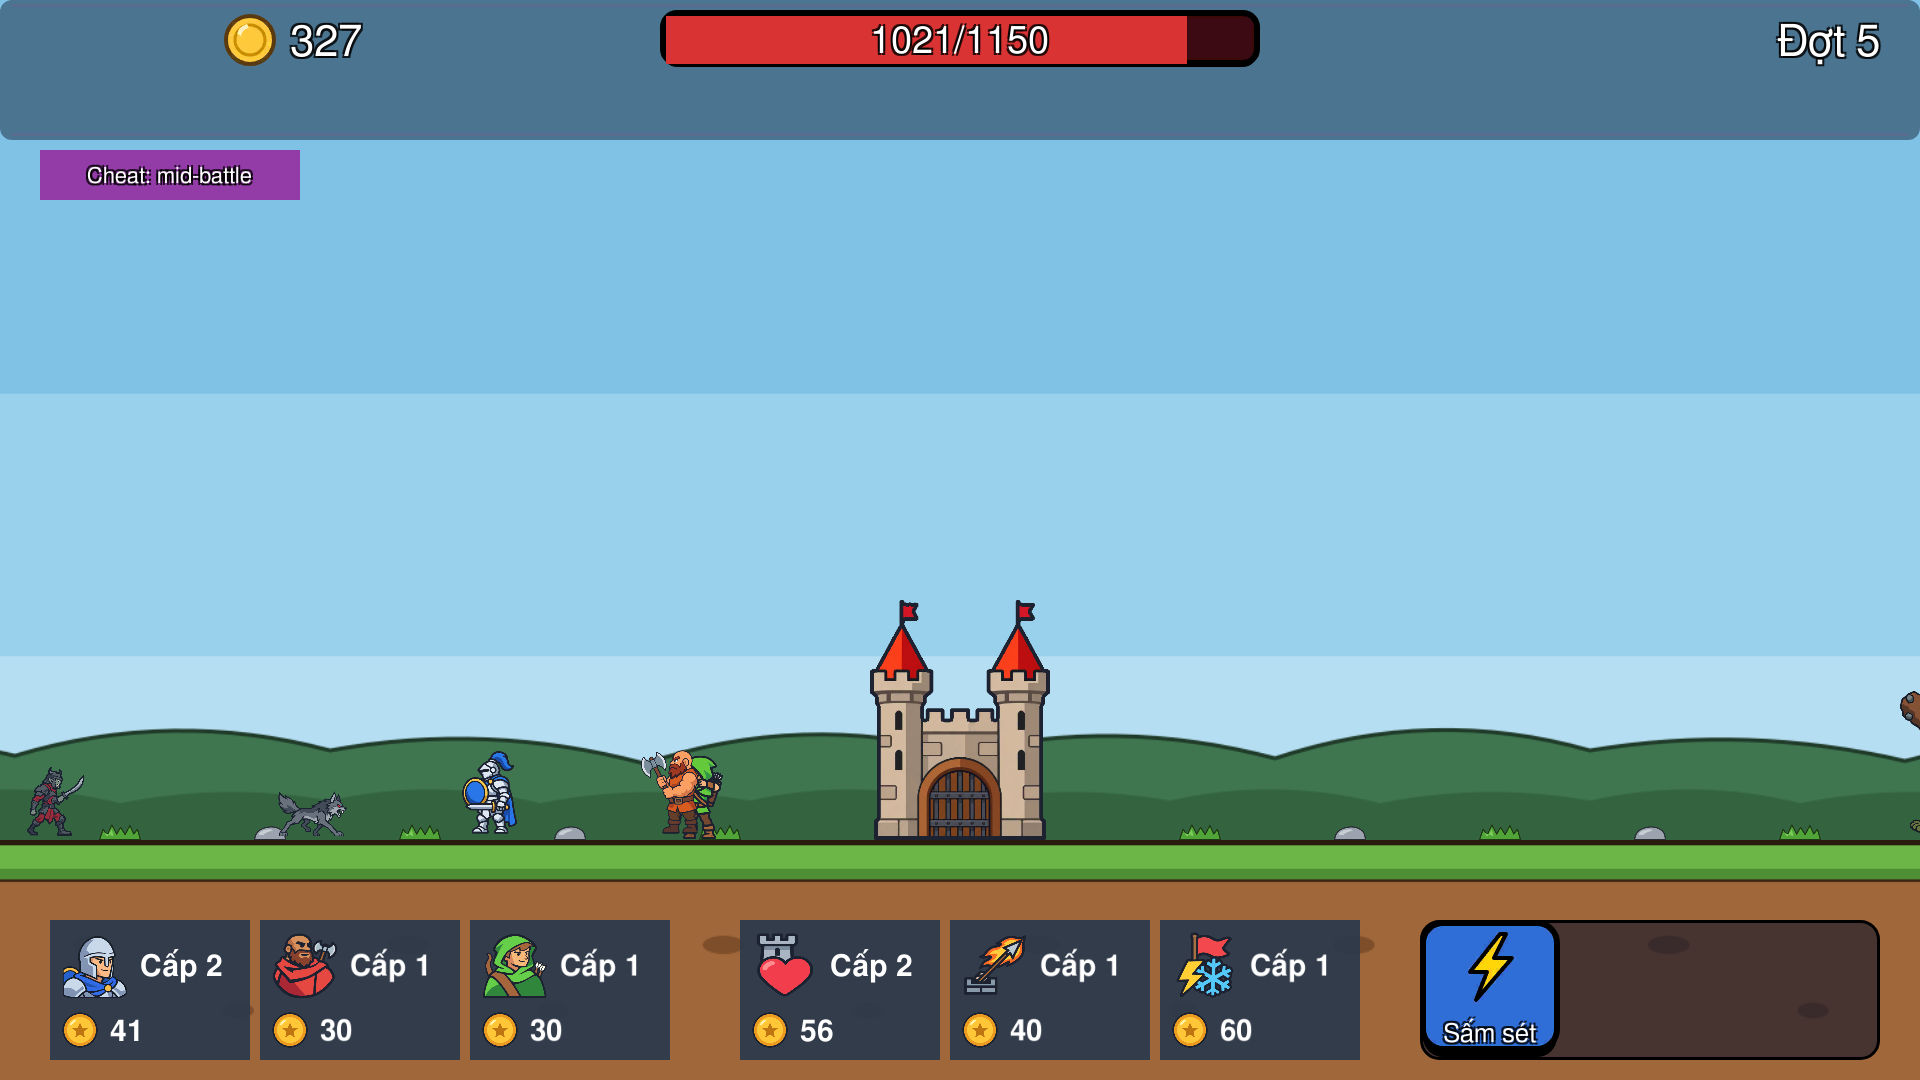 327
1021/1150
Đợt 5
Cheat: mid-battle
Cấp 2
41
Cấp 1
30
Cấp 1
30
Cấp 2
56
Cấp 1
40
Cấp 1
60
Sấm sét